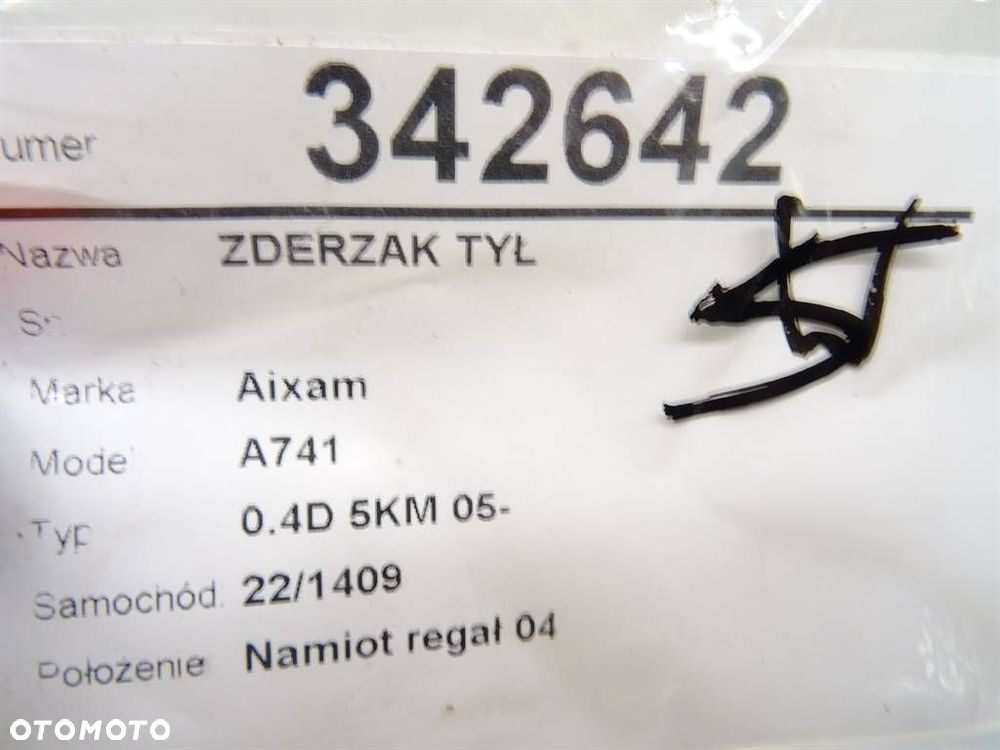 umer 342642
Nazwa ZDERZAK TYŁ
Marka Aixam
Model A741
Typ 0.4D 5KM 05-
Samochód 22/1409
Położenie Namiot regał 04
OTOMOTO